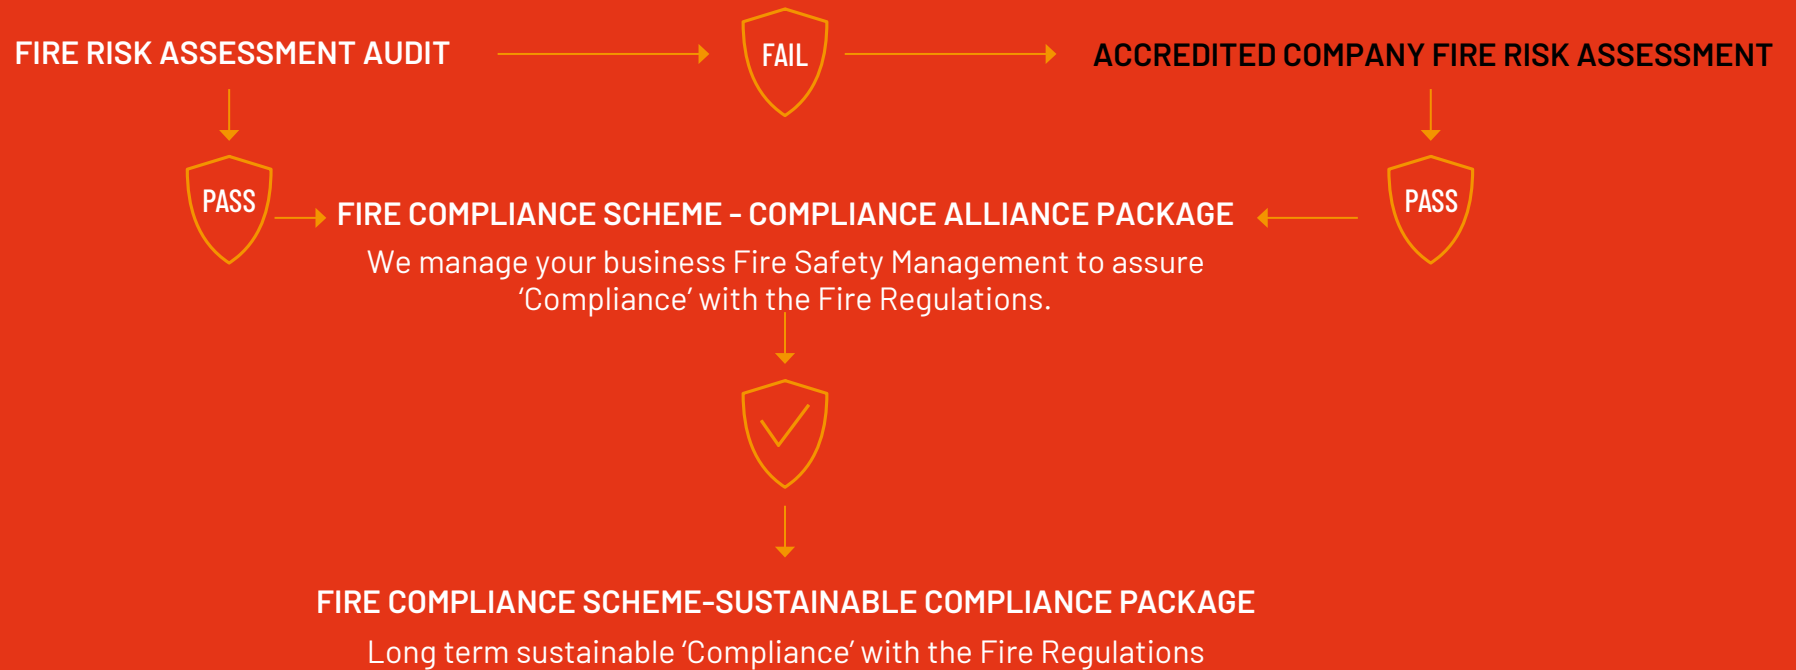 FIRE RISK ASSESSMENT AUDIT
FAIL
ACCREDITED COMPANY FIRE RISK ASSESSMENT
PASS
PASS
FIRE COMPLIANCE SCHEME - COMPLIANCE ALLIANCE PACKAGE
We manage your business Fire Safety Management to assure
‘Compliance’ with the Fire Regulations.
FIRE COMPLIANCE SCHEME-SUSTAINABLE COMPLIANCE PACKAGE
Long term sustainable ‘Compliance’ with the Fire Regulations